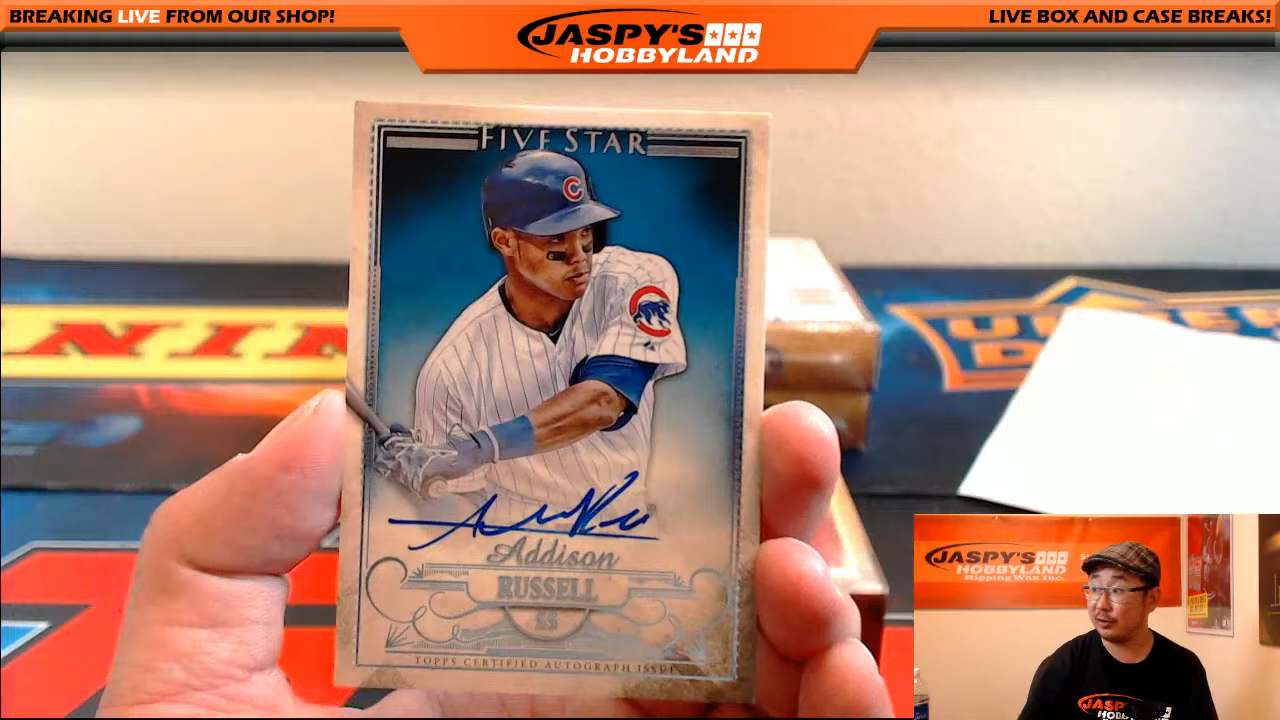 BREAKING LIVE FROM OUR SHOP!
JASPY'S
HOBBYLAND
LIVE BOX AND CASE BREAKS!
FIVE STAR
C
Addison
RUSSELL
SS
TOPPS CERTIFIED AUTOGRAPH ISSUE
JASPY'S
HOBBYLAND
Ripping Wax Inc.
JASPY'S